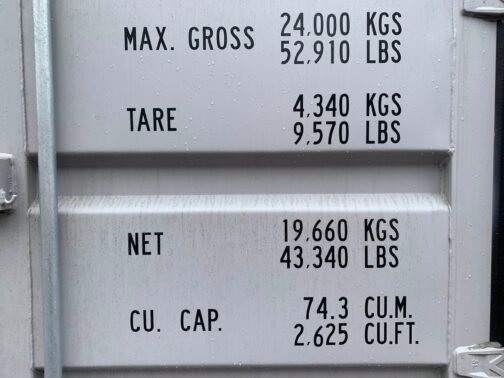 MAX. GROSS 24,000 KGS
52,910 LBS
TARE 4,340 KGS
9,570 LBS
NET 19,660 KGS
43,340 LBS
CU. CAP. 74.3 CU.M.
2,625 CU.FT.